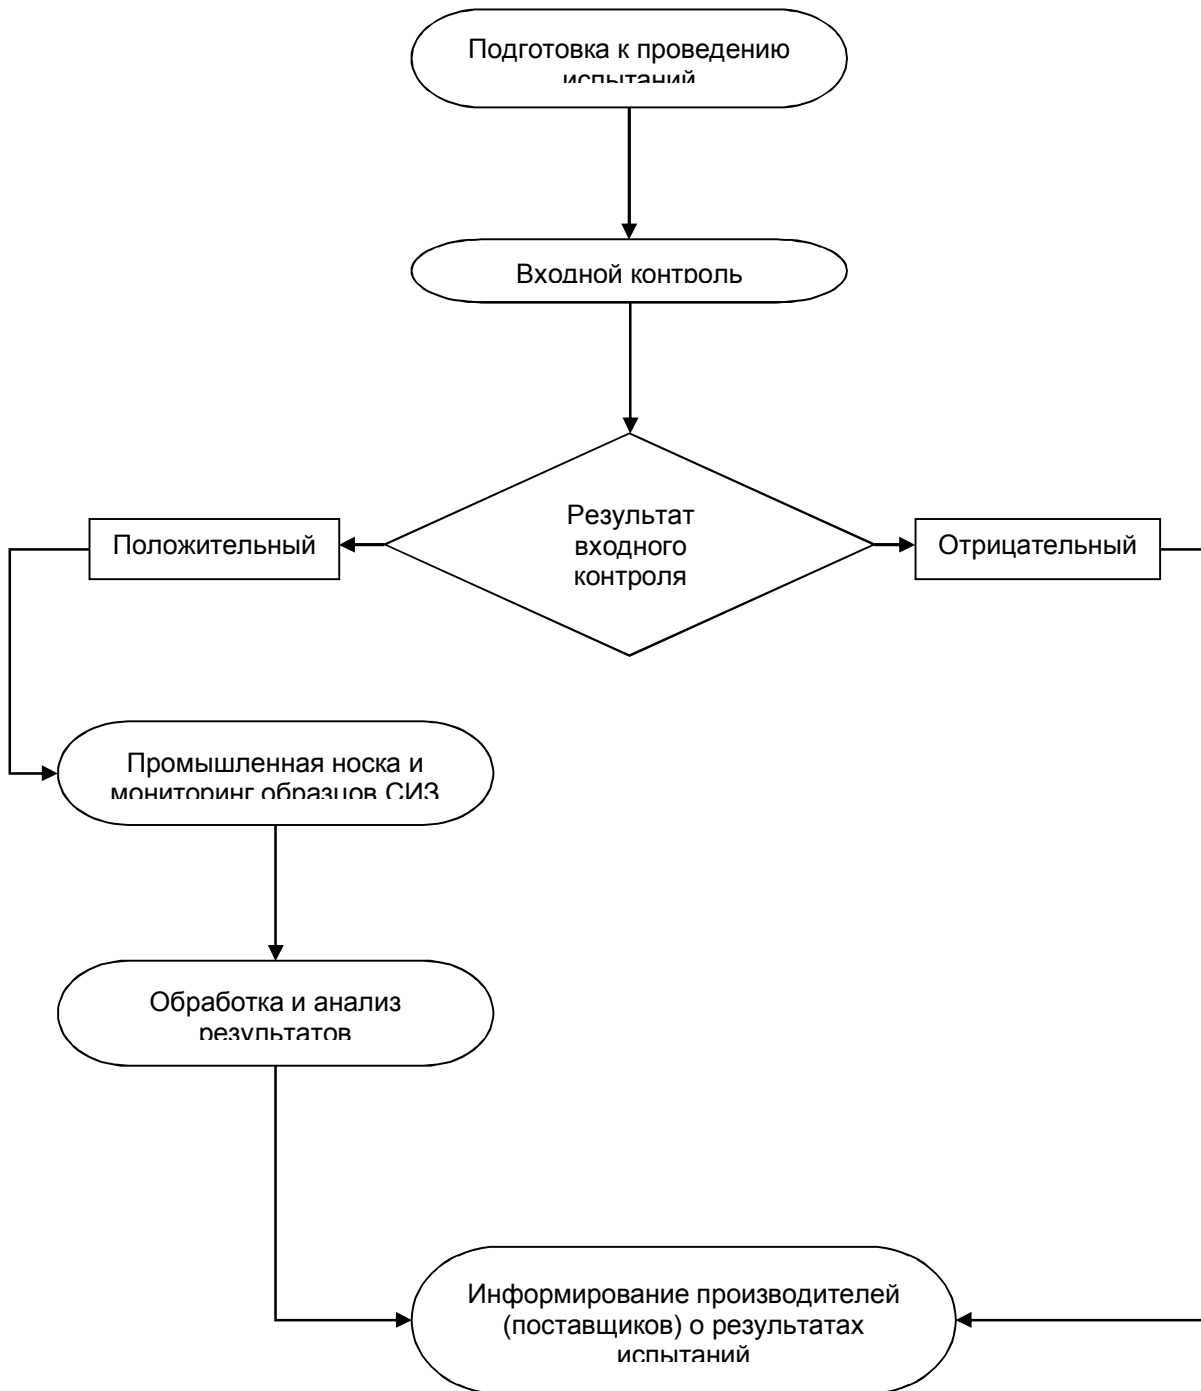 Подготовка к проведению
испытаний
Входной контроль
Результат
входного
контроля
Положительный
Отрицательный
Промышленная носка и
мониторинг образцов СИЗ
Обработка и анализ
результатов
Информирование производителей
(поставщиков) о результатах
испытаний